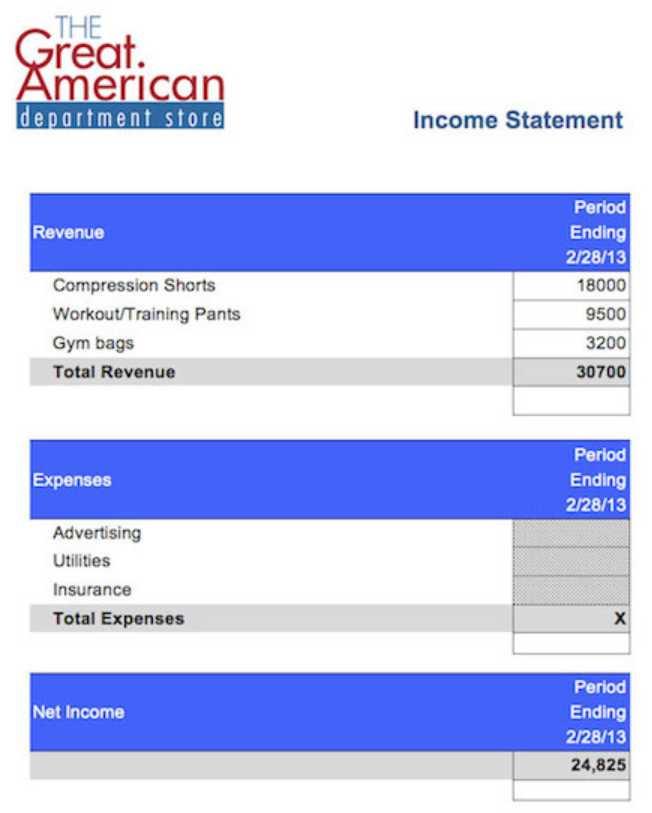 THE
Great.
American
department store
Income Statement
Revenue Period Ending 2/28/13
Compression Shorts 18000
Workout/Training Pants 9500
Gym bags 3200
Total Revenue 30700
Expenses Period Ending 2/28/13
Advertising
Utilities
Insurance
Total Expenses X
Net Income Period Ending 2/28/13
24,825